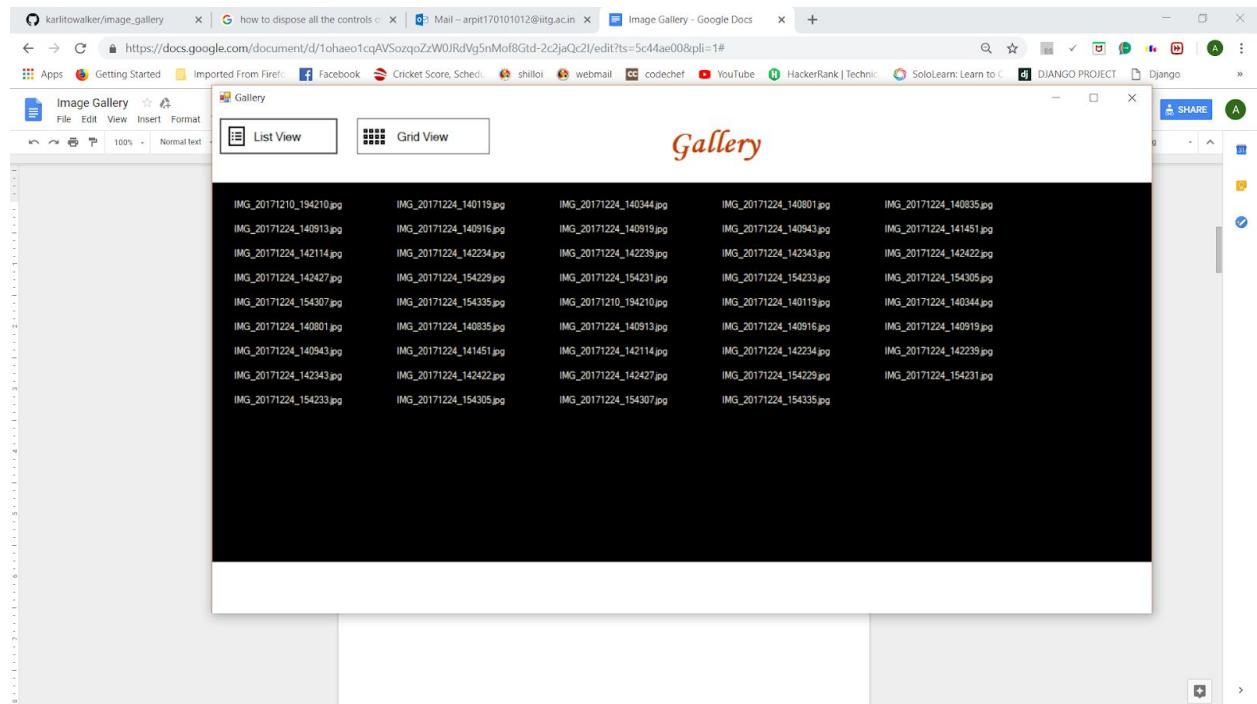 karlitowalker/image_gallery
how to dispose all the controls
Mail – arpit170101012@iitg.ac.in
Image Gallery - Google Docs
https://docs.google.com/document/d/1ohaeo1cqAVSozqoZzW0JRdVg5nMof8Gtd-2c2jaQc2I/edit?ts=5c44ae00&pli=1#
A
Apps Getting Started Imported From Firef Facebook Cricket Score, Sched shilloi webmail CC codechef YouTube HackerRank | Technic SoloLearn: Learn to C dj DJANGO PROJECT Django »
Image Gallery
File Edit View Insert Format
SHARE
A
100% Normal text
31
Gallery
List View Grid View Gallery
IMG_20171210_194210.jpg IMG_20171224_140119.jpg IMG_20171224_140344.jpg IMG_20171224_140801.jpg IMG_20171224_140835.jpg
IMG_20171224_140913.jpg IMG_20171224_140916.jpg IMG_20171224_140919.jpg IMG_20171224_140943.jpg IMG_20171224_141451.jpg
IMG_20171224_142114.jpg IMG_20171224_142234.jpg IMG_20171224_142239.jpg IMG_20171224_142343.jpg IMG_20171224_142422.jpg
IMG_20171224_142427.jpg IMG_20171224_154229.jpg IMG_20171224_154231.jpg IMG_20171224_154233.jpg IMG_20171224_154305.jpg
IMG_20171224_154307.jpg IMG_20171224_154335.jpg IMG_20171210_194210.jpg IMG_20171224_140119.jpg IMG_20171224_140344.jpg
IMG_20171224_140801.jpg IMG_20171224_140835.jpg IMG_20171224_140913.jpg IMG_20171224_140916.jpg IMG_20171224_140919.jpg
IMG_20171224_140943.jpg IMG_20171224_141451.jpg IMG_20171224_142114.jpg IMG_20171224_142234.jpg IMG_20171224_142239.jpg
IMG_20171224_142343.jpg IMG_20171224_142422.jpg IMG_20171224_142427.jpg IMG_20171224_154229.jpg IMG_20171224_154231.jpg
IMG_20171224_154233.jpg IMG_20171224_154305.jpg IMG_20171224_154307.jpg IMG_20171224_154335.jpg